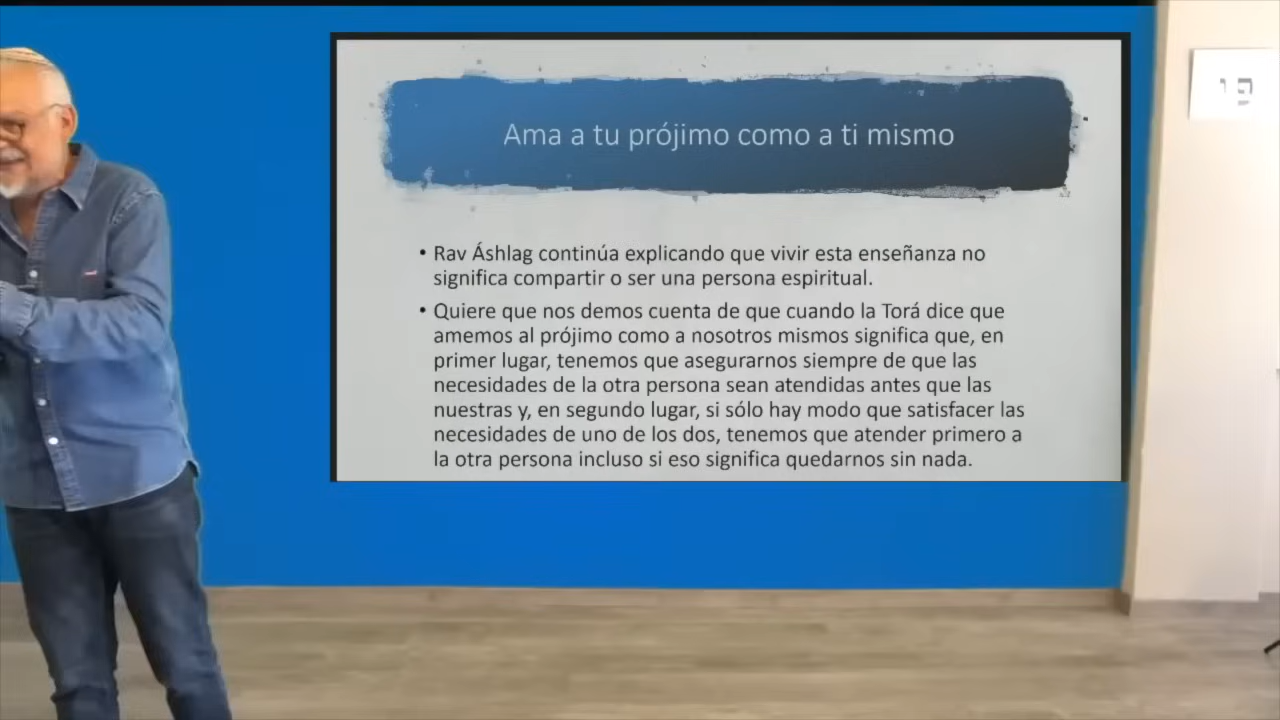 Ama a tu prójimo como a ti mismo
• Rav Áshlag continúa explicando que vivir esta enseñanza no
significa compartir o ser una persona espiritual.
• Quiere que nos demos cuenta de que cuando la Torá dice que
amemos al prójimo como a nosotros mismos significa que, en
primer lugar, tenemos que asegurarnos siempre de que las
necesidades de la otra persona sean atendidas antes que las
nuestras y, en segundo lugar, si sólo hay modo que satisfacer las
necesidades de uno de los dos, tenemos que atender primero a
la otra persona incluso si eso significa quedarnos sin nada.